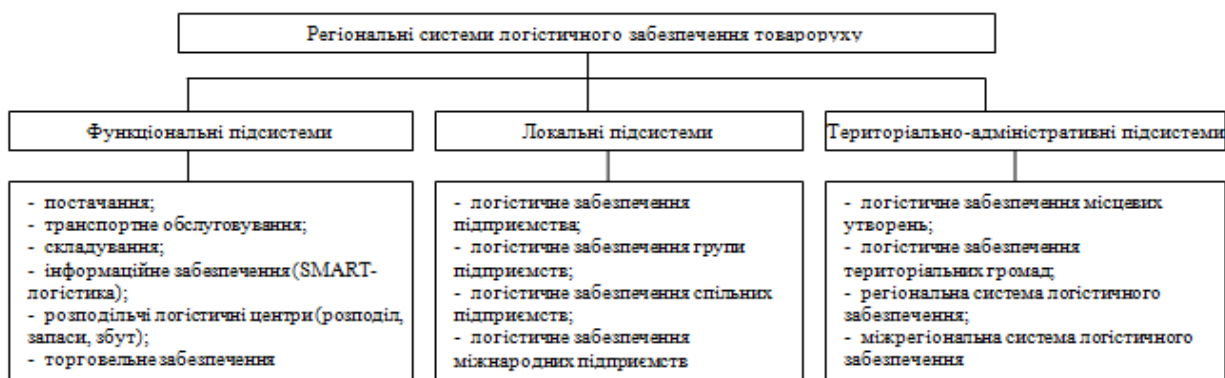 Регіональні системи логістичного забезпечення товароруху
Функціональні підсистеми
Локальні підсистеми
Територіально-адміністративні підсистеми
- постачання;
- транспортне обслуговування;
- складування;
- інформаційне забезпечення (SMART-
логістика);
- розподільчі логістичні центри (розподіл,
запаси, збут);
- торговельне забезпечення
- логістичне забезпечення
підприємства;
- логістичне забезпечення групи
підприємств;
- логістичне забезпечення спільних
підприємств;
- логістичне забезпечення
міжнародних підприємств
- логістичне забезпечення місцевих
утворень;
- логістичне забезпечення
територіальних громад;
- регіональна система логістичного
забезпечення;
- міжрегіональна система логістичного
забезпечення